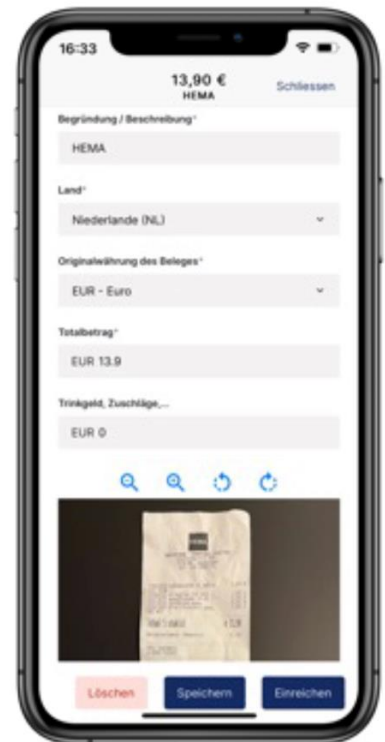 16:33
13,90 €
HEMA
Schliessen
Begründung / Beschreibung*
HEMA
Land*
Niederlande (NL)
Originalwährung des Beleges*
EUR - Euro
Totalbetrag*
EUR 13.9
Trinkgeld, Zuschläge,...
EUR 0
HEMA
Löschen
Speichern
Einreichen